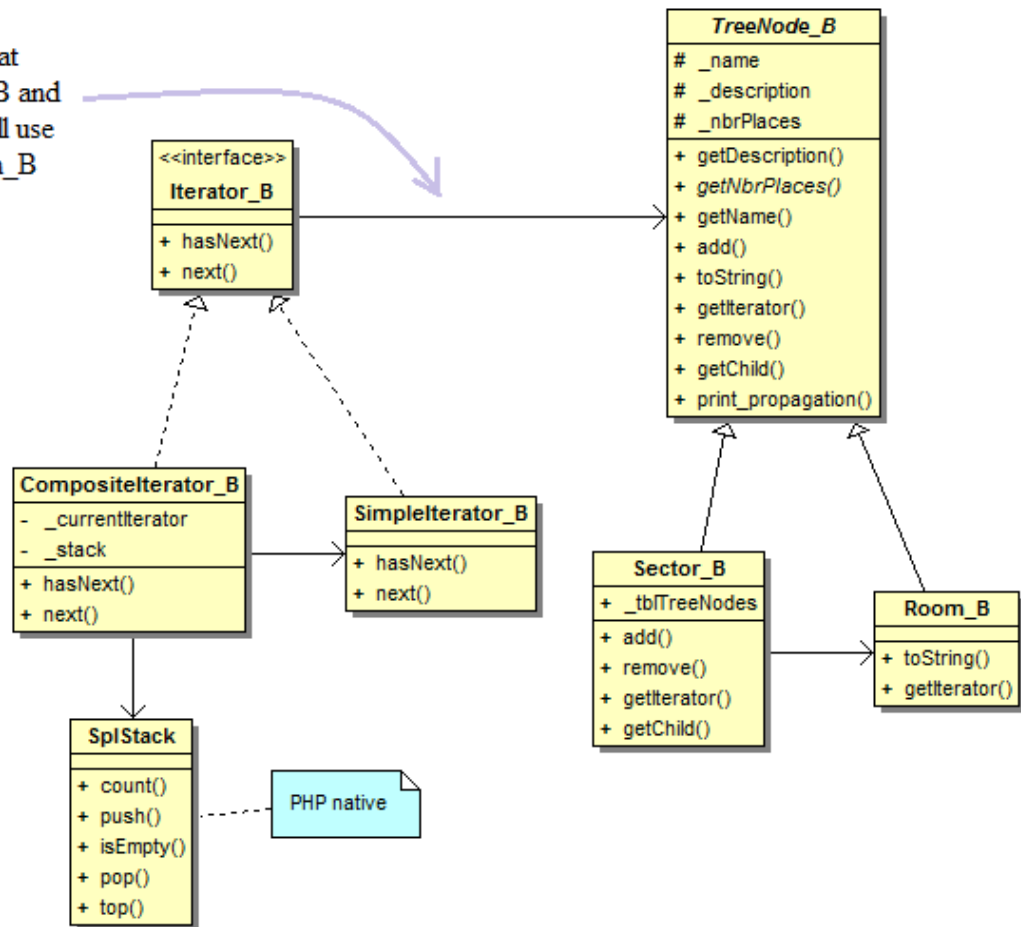 at
B and
ll use
_B
TreeNode_B
# _name
# _description
# _nbrPlaces
+ getDescription()
+ getNbrPlaces()
+ getName()
+ add()
+ toString()
+ getIterator()
+ remove()
+ getChild()
+ print_propagation()
<<interface>>
Iterator_B
+ hasNext()
+ next()
CompositeIterator_B
- _currentIterator
- _stack
+ hasNext()
+ next()
SimpleIterator_B
+ hasNext()
+ next()
Sector_B
+ _tblTreeNodes
+ add()
+ remove()
+ getIterator()
+ getChild()
Room_B
+ toString()
+ getIterator()
SplStack
+ count()
+ push()
+ isEmpty()
+ pop()
+ top()
PHP native